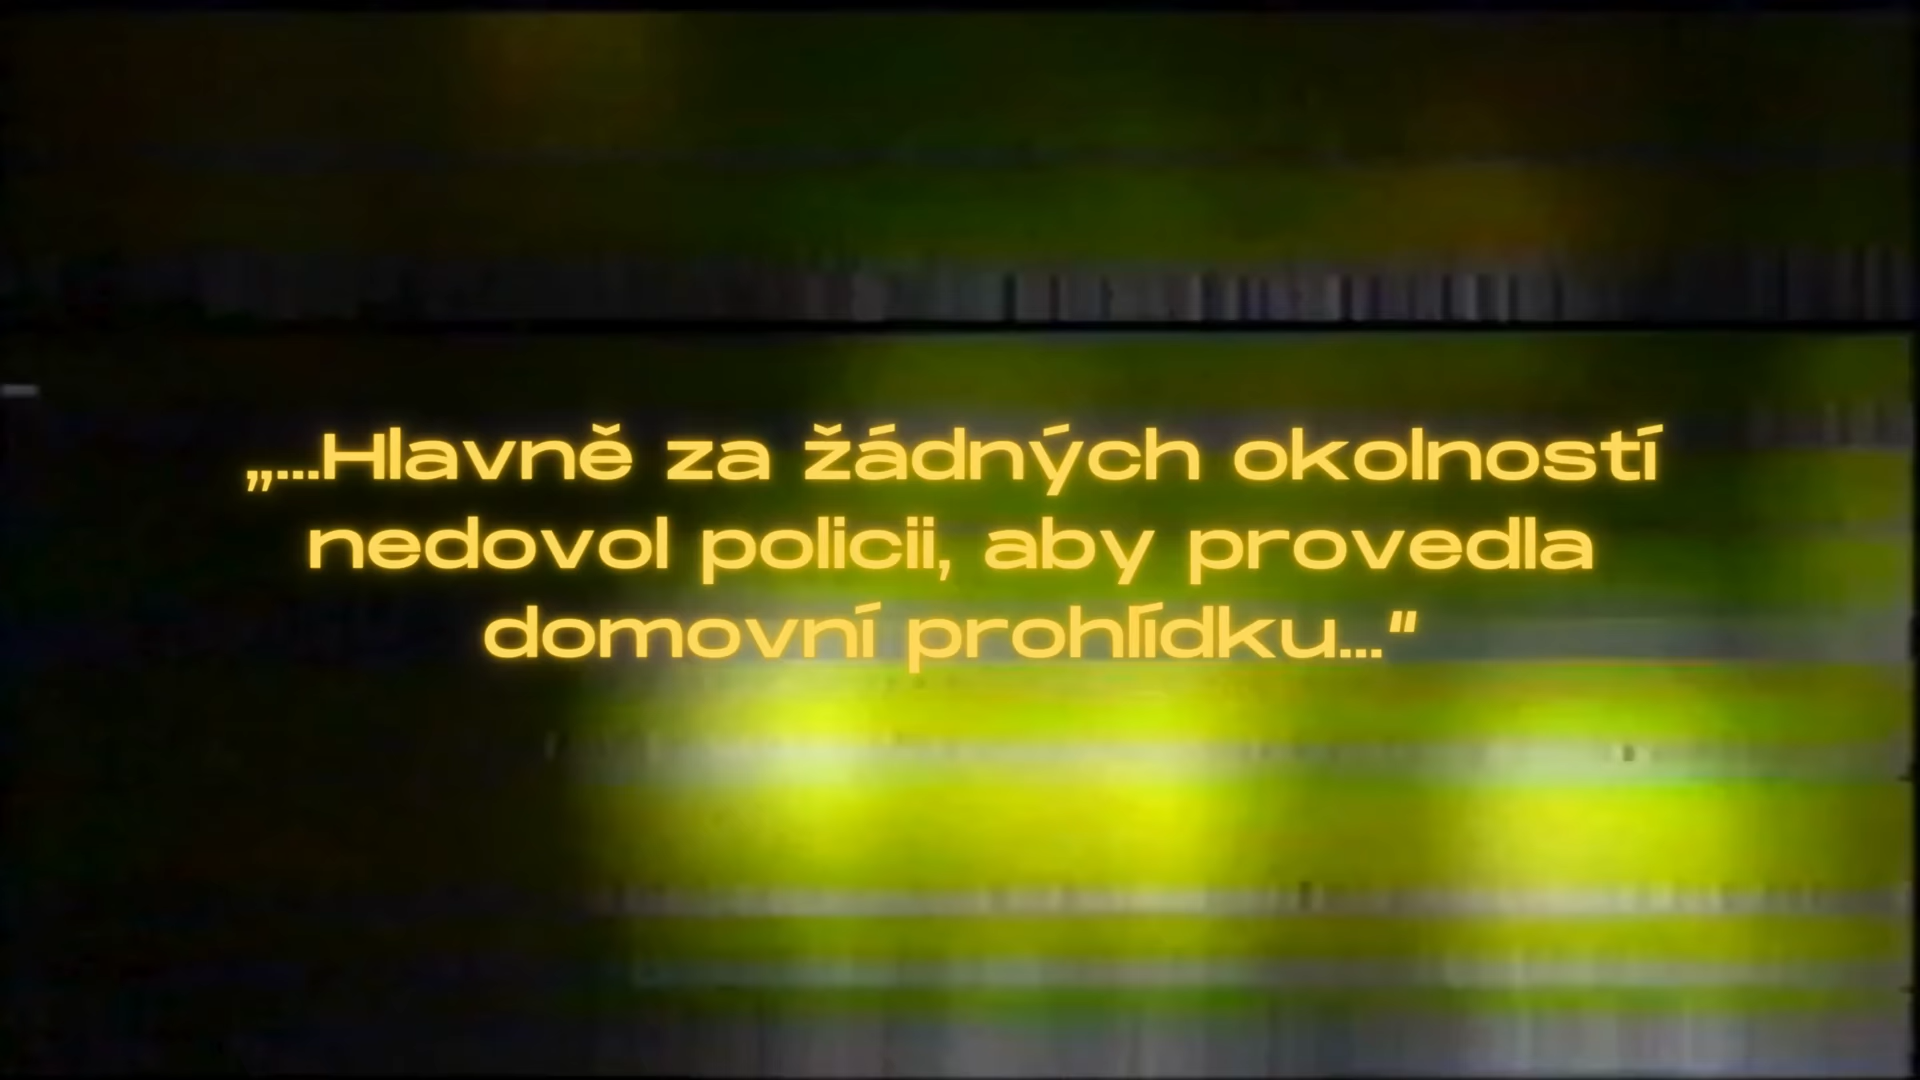 „...Hlavně za žádných okolností
nedovol policii, aby provedla
domovní prohlídku..."